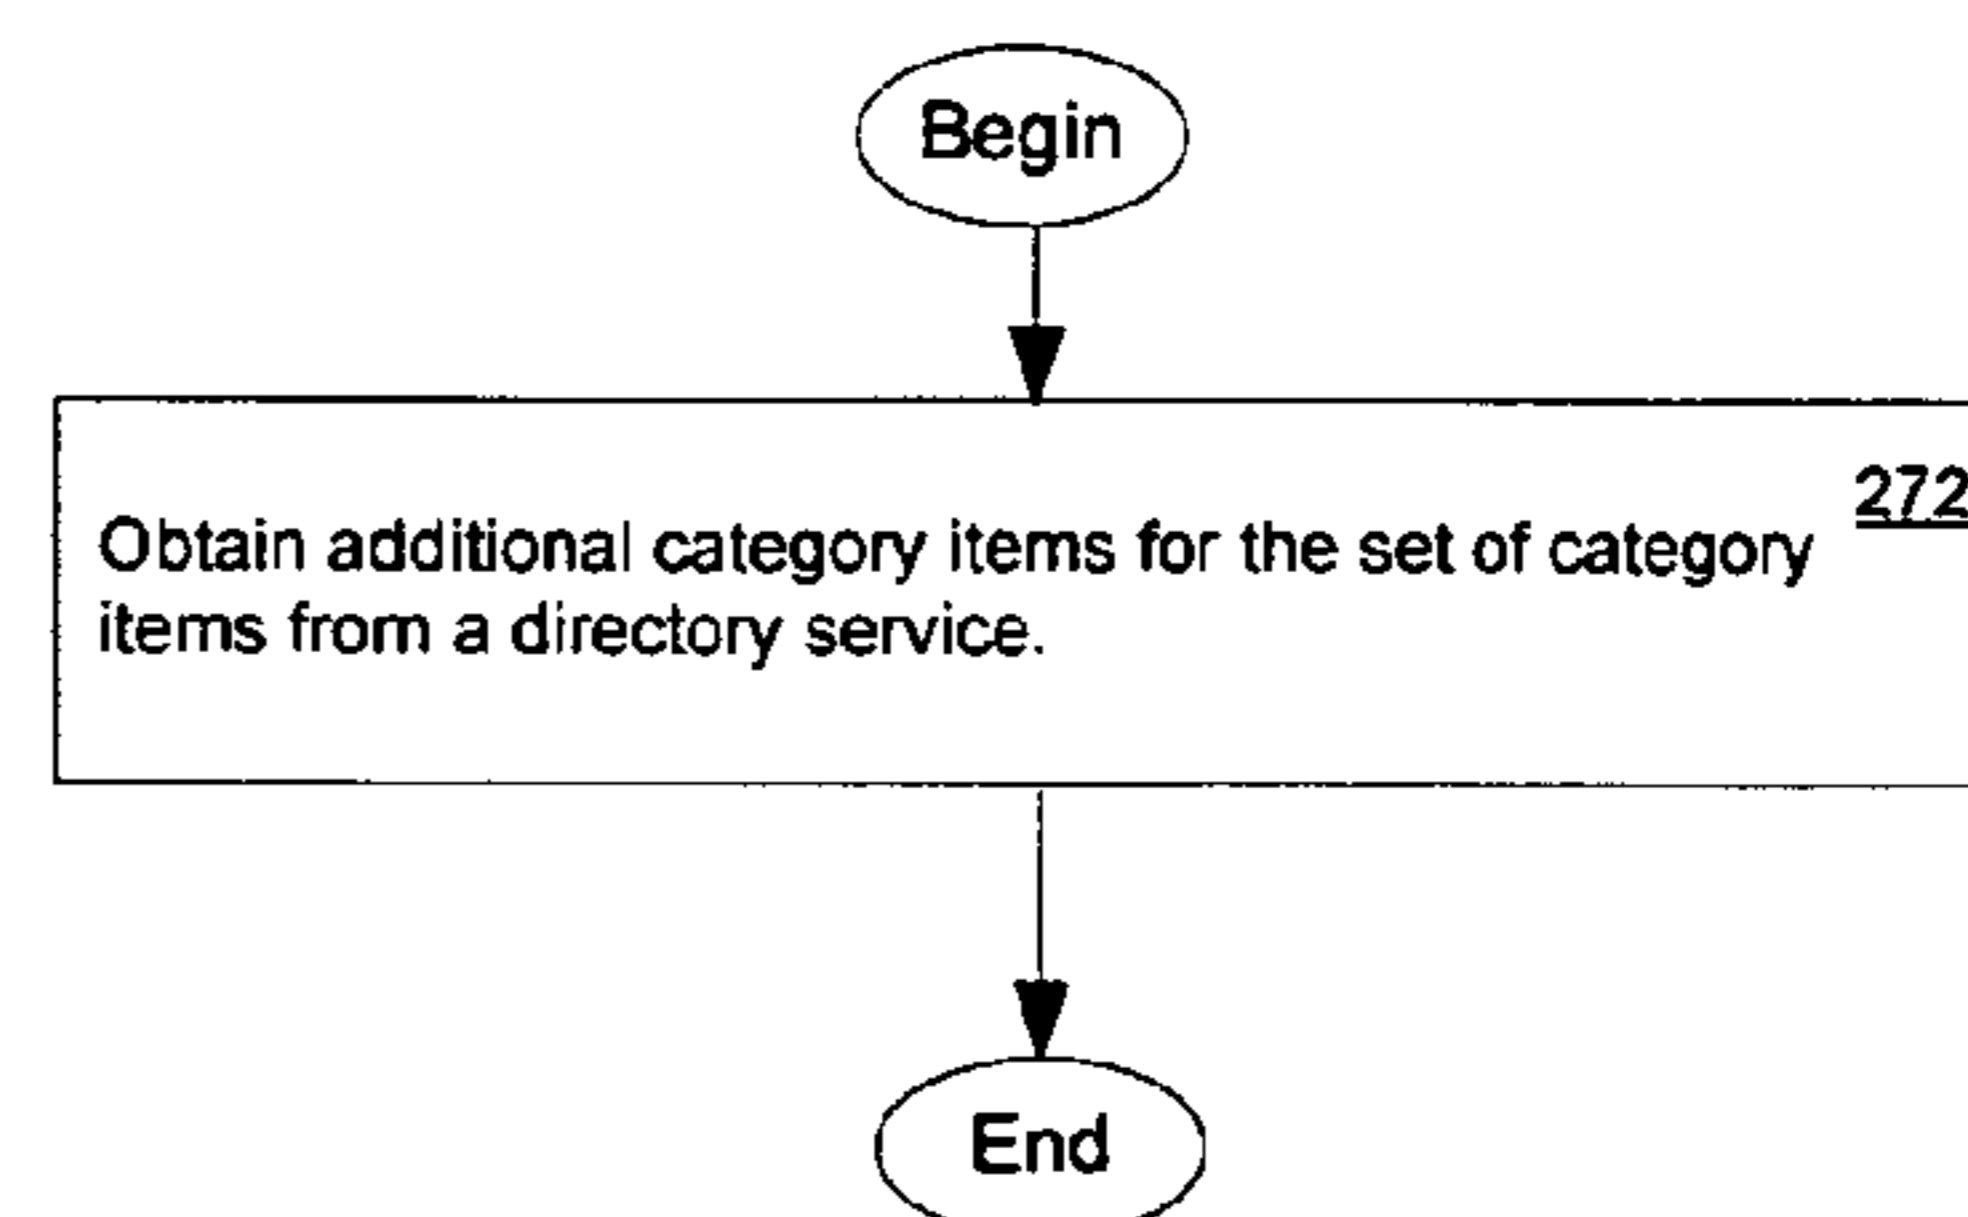 Begin
272
Obtain additional category items for the set of category
items from a directory service.
End